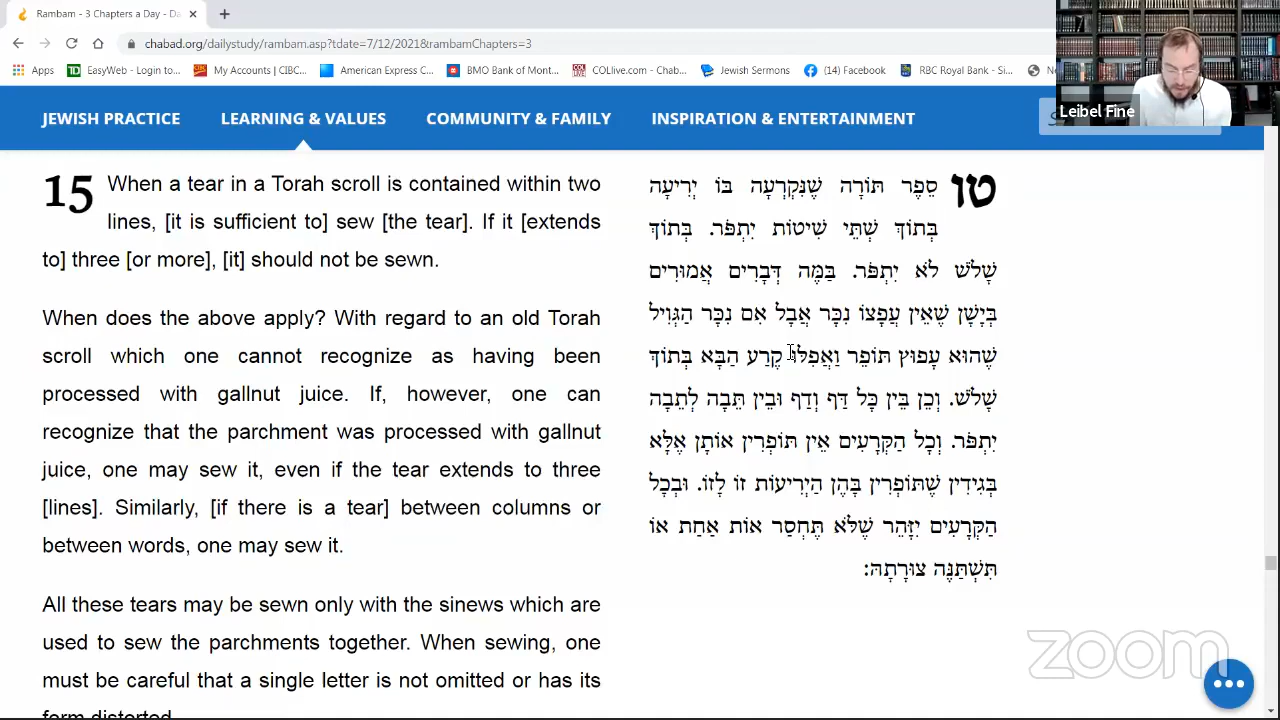 Rambam - 3 Chapters a Day - Da
chabad.org/dailystudy/rambam.asp?tdate=7/12/2021&rambamChapters=3
Apps EasyWeb - Login to... My Accounts | CIBC... American Express C... BMO Bank of Mont... COLlive.com - Chab... Jewish Sermons (14) Facebook RBC Royal Bank - Si...
Leibel Fine
JEWISH PRACTICE LEARNING & VALUES COMMUNITY & FAMILY INSPIRATION & ENTERTAINMENT
15 When a tear in a Torah scroll is contained within two
lines, [it is sufficient to] sew [the tear]. If it [extends
to] three [or more], [it] should not be sewn.
When does the above apply? With regard to an old Torah
scroll which one cannot recognize as having been
processed with gallnut juice. If, however, one can
recognize that the parchment was processed with gallnut
juice, one may sew it, even if the tear extends to three
[lines]. Similarly, [if there is a tear] between columns or
between words, one may sew it.
All these tears may be sewn only with the sinews which are
used to sew the parchments together. When sewing, one
must be careful that a single letter is not omitted or has its
form distorted.
טו סֵפֶר תּוֹרָה שֶׁנִּקְרְעָה בּוֹ יְרִיעָה
בְּתוֹךְ שְׁתֵּי שִׁיטוֹת יִתְפֹּר. בְּתוֹךְ
שָׁלֹשׁ לֹא יִתְפֹּר. בַּמֶּה דְּבָרִים אֲמוּרִים
בְּיָשָׁן שֶׁאֵין עֲפָצוֹ נִכָּר אֲבָל אִם נִכָּר הַגְּוִיל
שֶׁהוּא עָפוּץ תּוֹפֵר וַאֲפִלּוּ קֶרַע הַבָּא בְּתוֹךְ
שָׁלֹשׁ. וְכֵן בֵּין כָּל דַּף וְדַף וּבֵין תֵּבָה לְתֵבָה
יִתְפֹּר. וְכָל הַקְּרָעִים אֵין תּוֹפְרִין אוֹתָן אֶלָּא
בְּגִידִין שֶׁתּוֹפְרִין בָּהֶן הַיְרִיעוֹת זוֹ לָזוֹ. וּבְכָל
הַקְּרָעִים יִזָּהֵר שֶׁלֹּא תֶּחְסַר אוֹת אַחַת אוֹ
תִּשְׁתַּנֶּה צוּרָתָהּ:
zoom